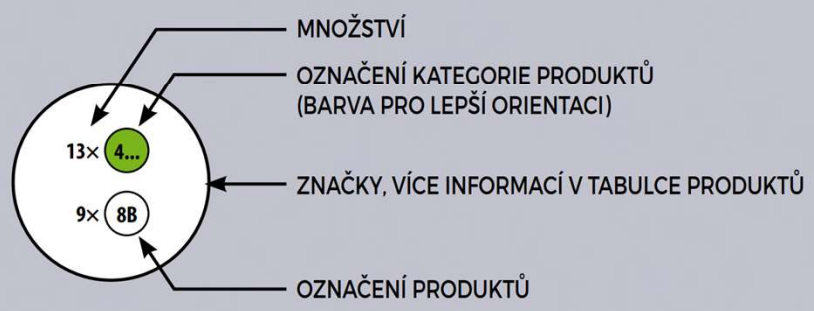 MNOŽSTVÍ
OZNAČENÍ KATEGORIE PRODUKTŮ
(BARVA PRO LEPŠÍ ORIENTACI)
13× 4...
ZNAČKY, VÍCE INFORMACÍ V TABULCE PRODUKTŮ
9× 8B
OZNAČENÍ PRODUKTŮ